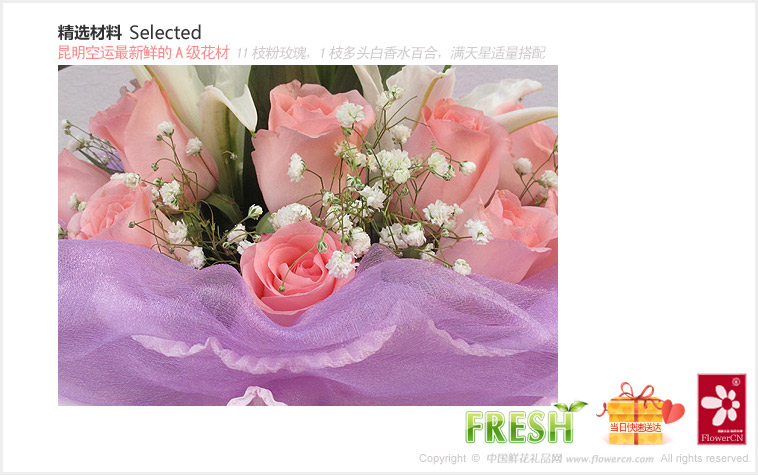 精选材料 Selected
昆明空运最新鲜的 A 级花材 11 枝粉玫瑰，1 枝多头白香水百合，满天星适量搭配
FRESH
当日快速送达
FlowerCN
Copyright © 中国鲜花礼品网 www.flowercn.com All rights reserved.